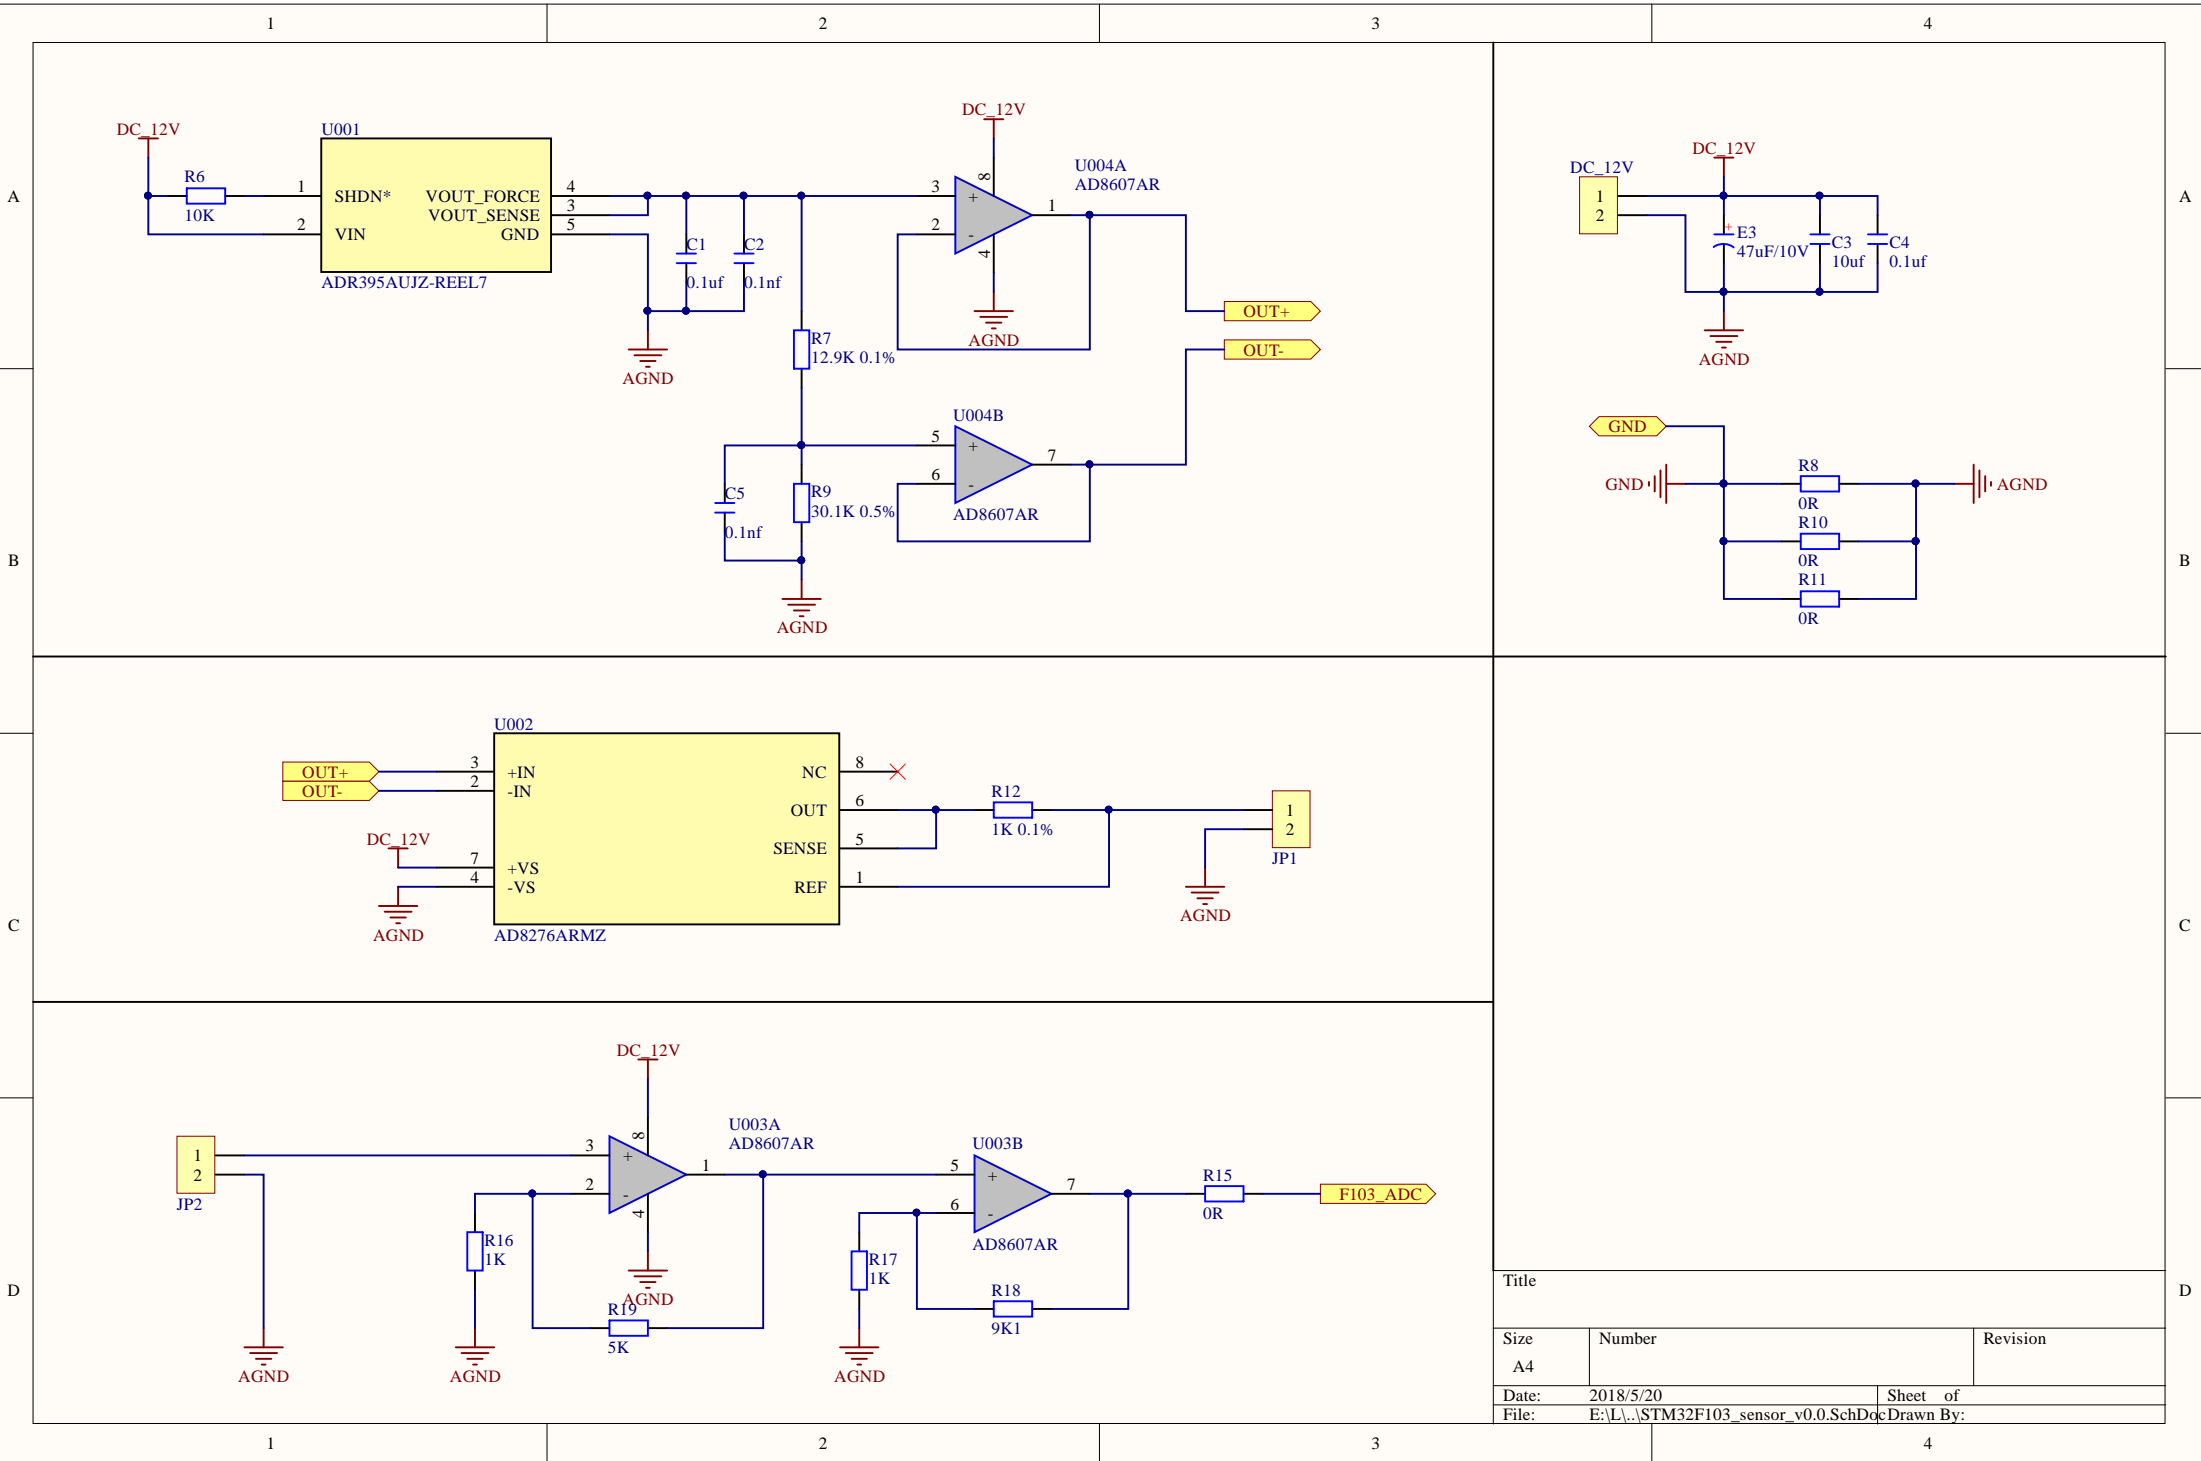 1
2
3
4
A
A
B
B
C
C
D
D
1
2
3
4
DC_12V
R6
10K
U001
1
2
SHDN*
VIN
VOUT_FORCE
VOUT_SENSE
GND
4
3
5
ADR395AUJZ-REEL7
C1
0.1uf
C2
0.1nf
AGND
DC_12V
U004A
AD8607AR
3
2
8
4
1
+
-
AGND
OUT+
OUT-
R7
12.9K 0.1%
U004B
5
6
7
+
-
AD8607AR
C5
0.1nf
R9
30.1K 0.5%
AGND
DC_12V
1
2
DC_12V
+
E3
47uF/10V
C3
10uf
C4
0.1uf
AGND
GND
GND
R8
0R
R10
0R
R11
0R
AGND
U002
OUT+
OUT-
3
2
+IN
-IN
DC_12V
7
4
+VS
-VS
AGND
NC
OUT
SENSE
REF
8
6
5
1
AD8276ARMZ
R12
1K 0.1%
1
2
JP1
AGND
1
2
JP2
AGND
DC_12V
U003A
AD8607AR
3
2
8
4
1
+
-
AGND
R16
1K
AGND
R19
5K
U003B
5
6
7
+
-
AD8607AR
R17
1K
AGND
R18
9K1
R15
0R
F103_ADC
Title
Size
A4
Number
Revision
Date:
2018/5/20
Sheet of
File:
E:\L\..\STM32F103_sensor_v0.0.SchDoc
Drawn By: